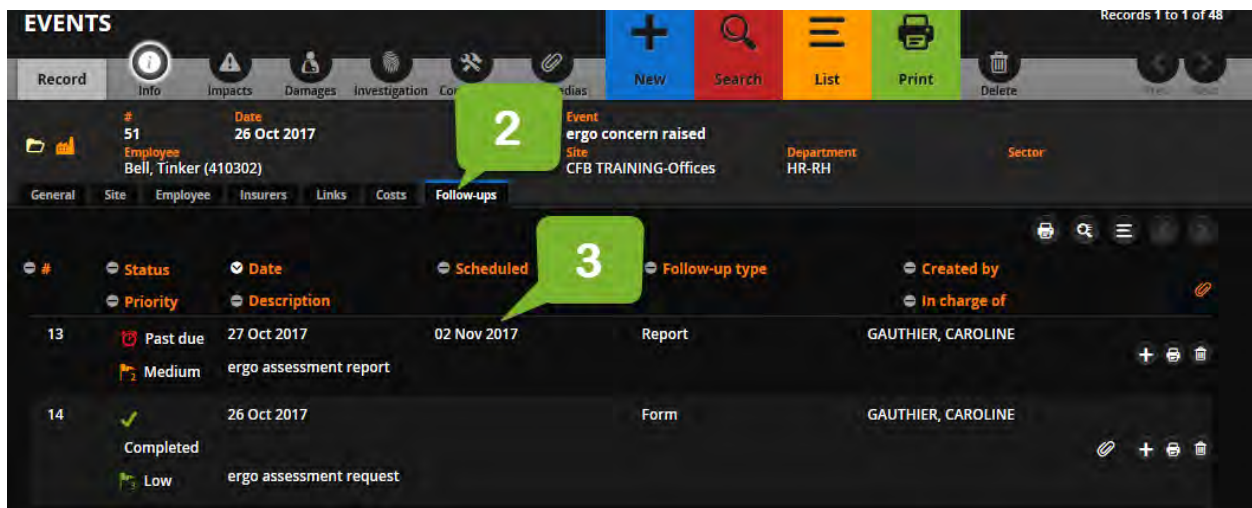 EVENTS
Records 1 to 1 of 48
Record
Info
Impacts
Damages
Investigation
New
Search
List
Print
Delete
# Date Event
51 26 Oct 2017 ergo concern raised
Employee Site Department Sector
Bell, Tinker (410302) CFB TRAINING-Offices HR-RH
2
General Site Employee Insurers Links Costs Follow-ups
3
# Status Date Scheduled Follow-up type Created by
Priority Description In charge of
13 Past due 27 Oct 2017 02 Nov 2017 Report GAUTHIER, CAROLINE
2 Medium ergo assessment report
14 26 Oct 2017 Form GAUTHIER, CAROLINE
Completed
3 Low ergo assessment request